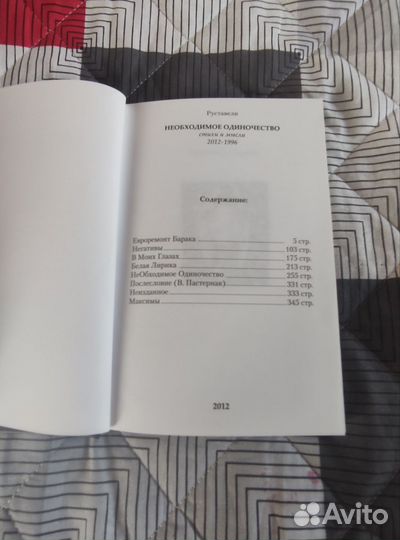 Руставели
НЕОБХОДИМОЕ ОДИНОЧЕСТВО
стихи и эмсли
2012-1996
Содержание:
Евроремонт Барака 5 стр.
Негативы 103 стр.
В Моих Глазах 175 стр.
Белая Лирика 213 стр.
НеОбходимое Одиночество 255 стр.
Послесловие (В. Пастернак) 331 стр.
Неизданное 333 стр.
Максимы 345 стр.
2012
Avito